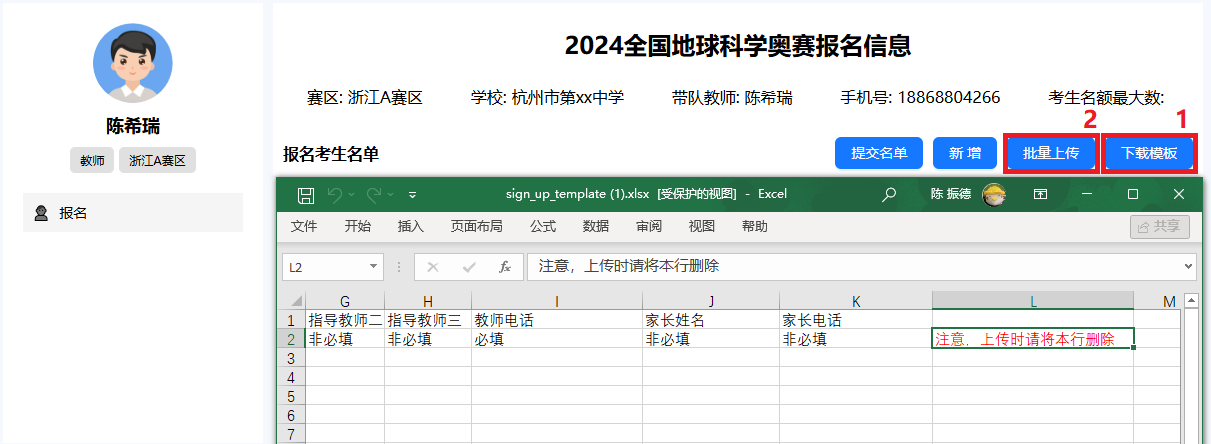 陈希瑞
教师 浙江A赛区
报名
2024全国地球科学奥赛报名信息
赛区: 浙江A赛区 学校: 杭州市第xx中学 带队教师: 陈希瑞 手机号: 18868804266 考生名额最大数:
2 1
报名考生名单 提交名单 新 增 批量上传 下载模板
sign_up_template (1).xlsx [受保护的视图] - Excel 陈 振德
文件 开始 插入 页面布局 公式 数据 审阅 视图 帮助 共享
L2 fx 注意，上传时请将本行删除
G H I J K L M
1 指导教师二 指导教师三 教师电话 家长姓名 家长电话
2 非必填 非必填 必填 非必填 非必填 注意，上传时请将本行删除
3
4
5
6
7